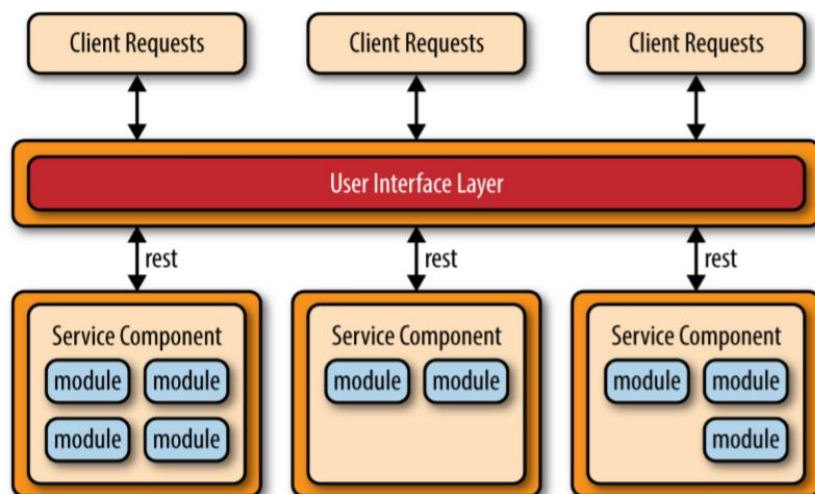 Client Requests
Client Requests
Client Requests
User Interface Layer
rest
rest
rest
Service Component
Service Component
Service Component
module
module
module
module
module
module
module
module
module